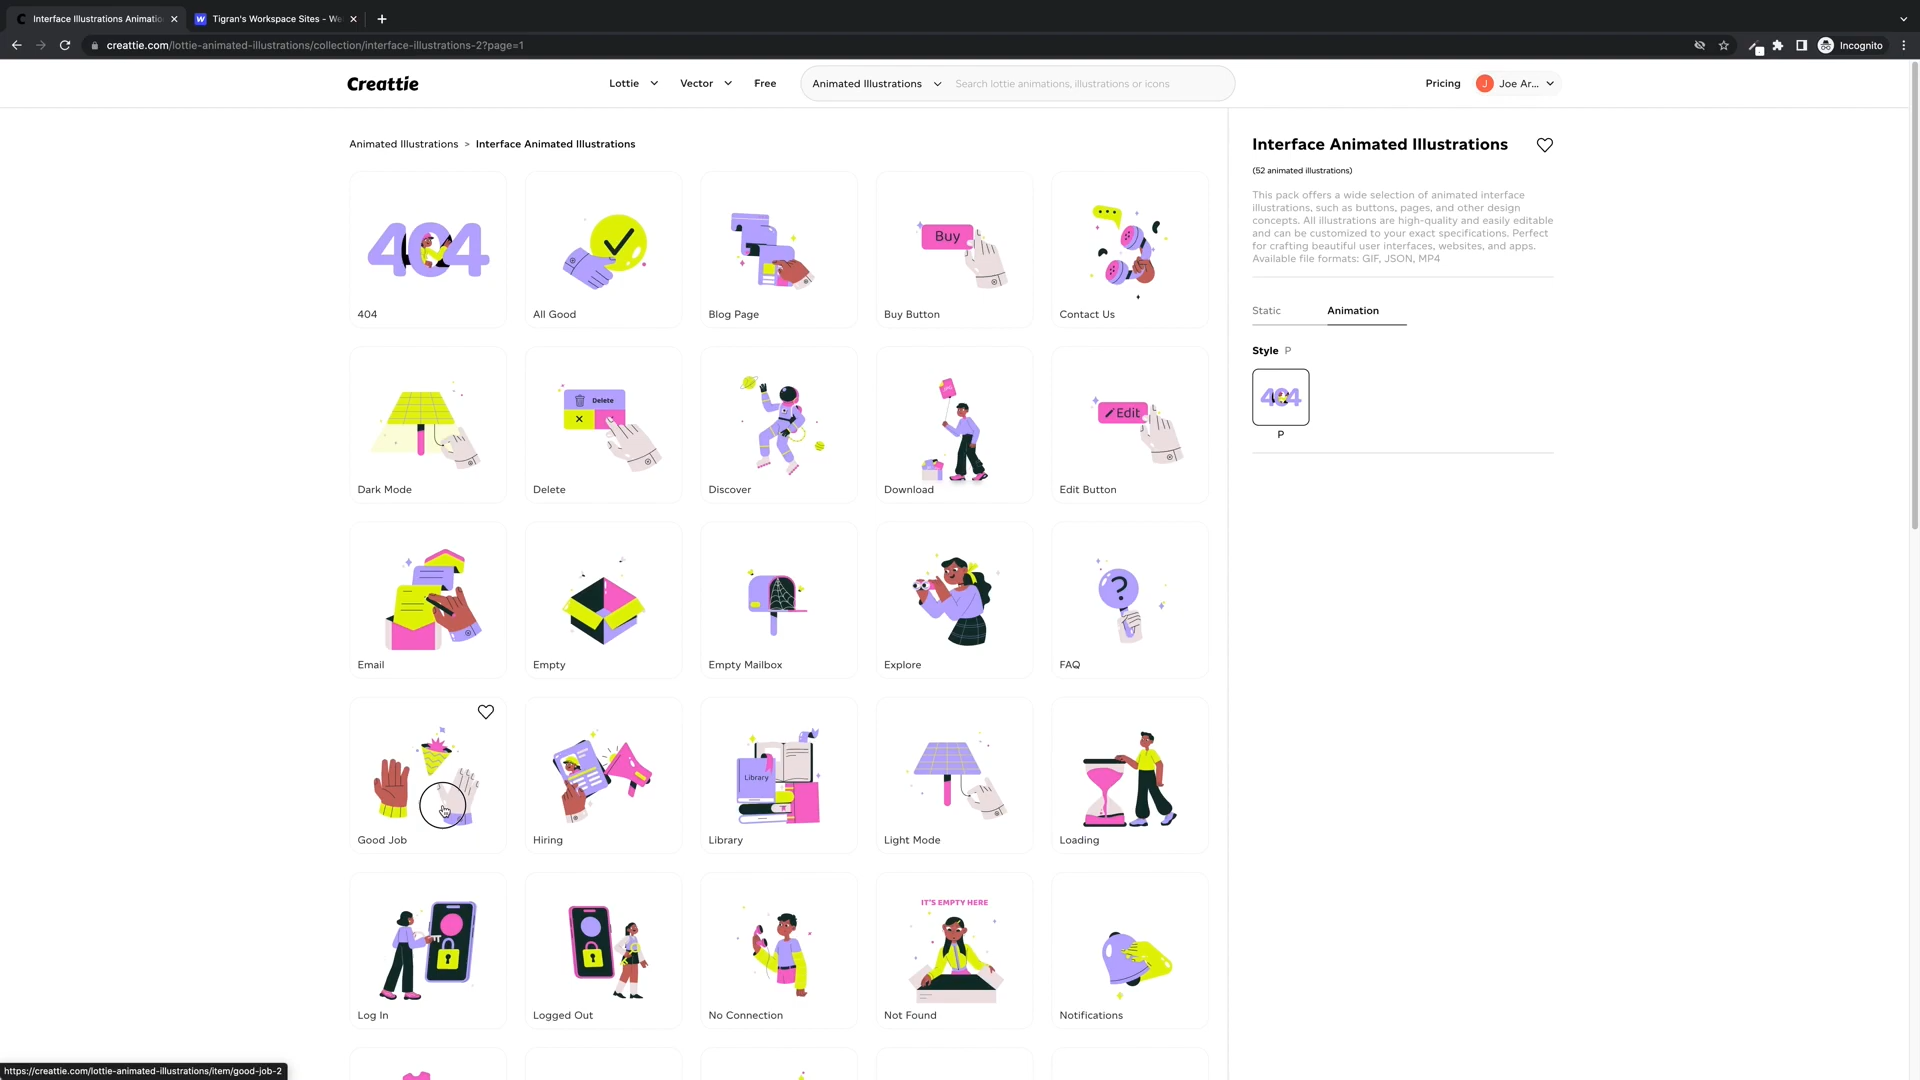 Interface Illustrations Animatio
Tigran's Workspace Sites - We
creattie.com/lottie-animated-illustrations/collection/interface-illustrations-2?page=1
Incognito
Creattie
Lottie
Vector
Free
Animated Illustrations
Search lottie animations, illustrations or icons
Pricing
J
Joe Ar...
Animated Illustrations > Interface Animated Illustrations
404
404
All Good
Blog Page
Buy
Buy Button
Contact Us
Dark Mode
Delete
Delete
Discover
Download
Edit
Edit Button
Email
Empty
Empty Mailbox
Explore
?
FAQ
Good Job
Hiring
Library
Library
Light Mode
Loading
Log In
Logged Out
No Connection
IT'S EMPTY HERE
Not Found
Notifications
Interface Animated Illustrations
(52 animated illustrations)
This pack offers a wide selection of animated interface
illustrations, such as buttons, pages, and other design
concepts. All illustrations are high-quality and easily editable
and can be customized to your exact specifications. Perfect
for crafting beautiful user interfaces, websites, and apps.
Available file formats: GIF, JSON, MP4
Static
Animation
Style P
404
P
https://creattie.com/lottie-animated-illustrations/item/good-job-2